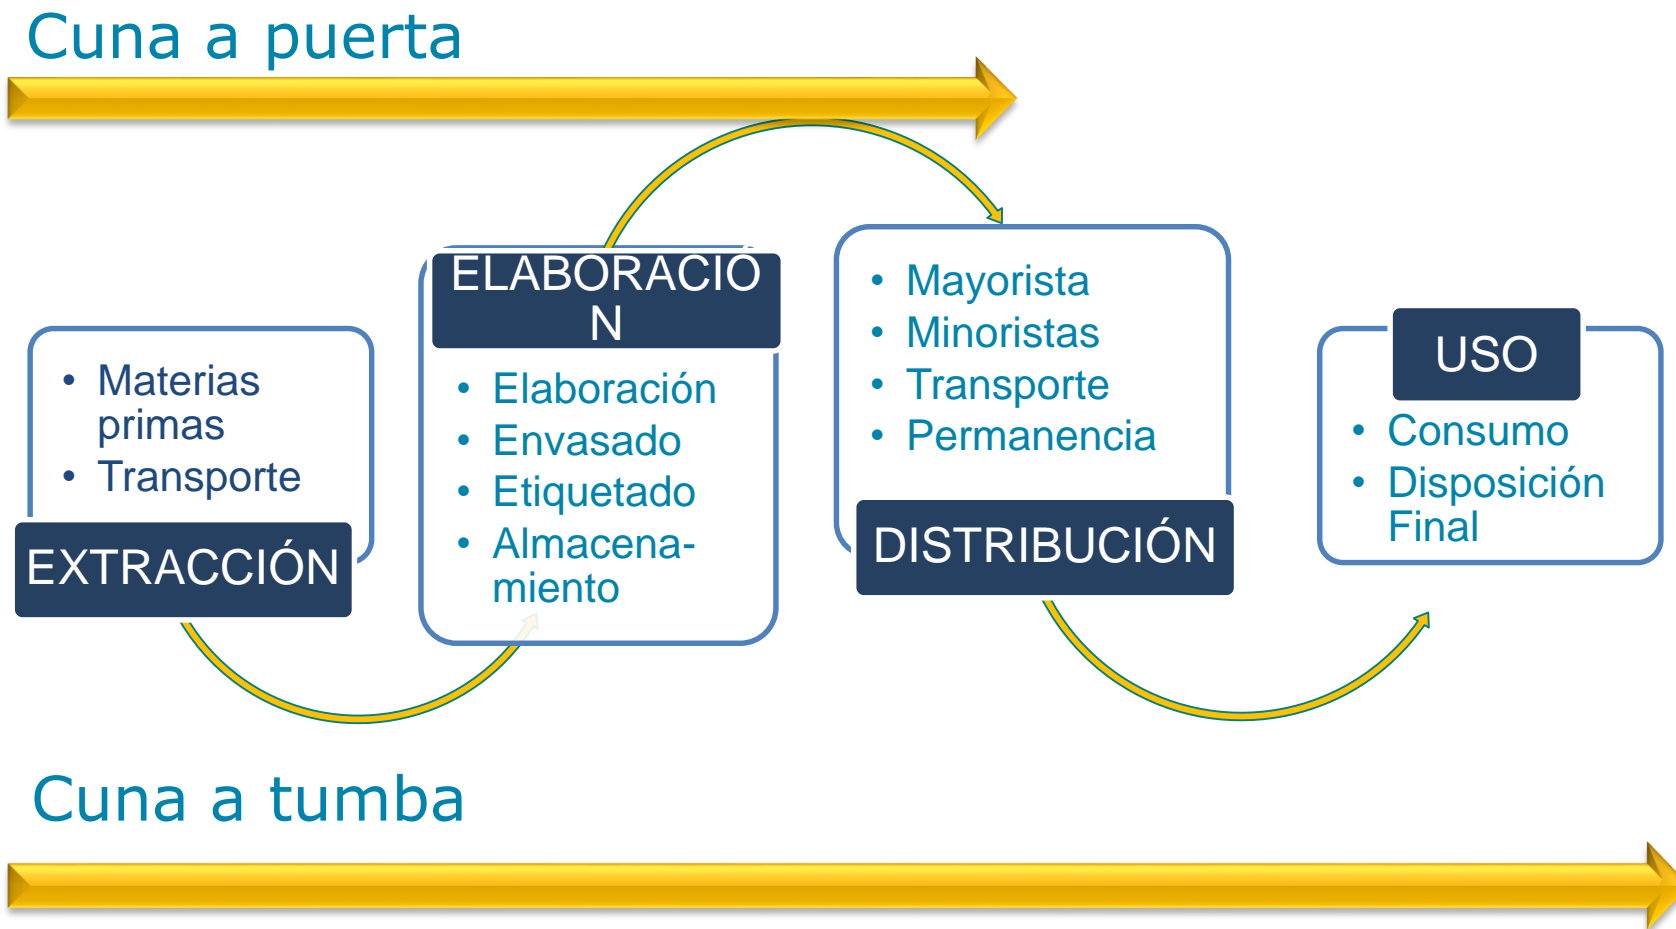 Cuna a puerta
• Materias
primas
• Transporte
EXTRACCIÓN
ELABORACIÓ
N
• Elaboración
• Envasado
• Etiquetado
• Almacena-
miento
• Mayorista
• Minoristas
• Transporte
• Permanencia
DISTRIBUCIÓN
USO
• Consumo
• Disposición
Final
Cuna a tumba